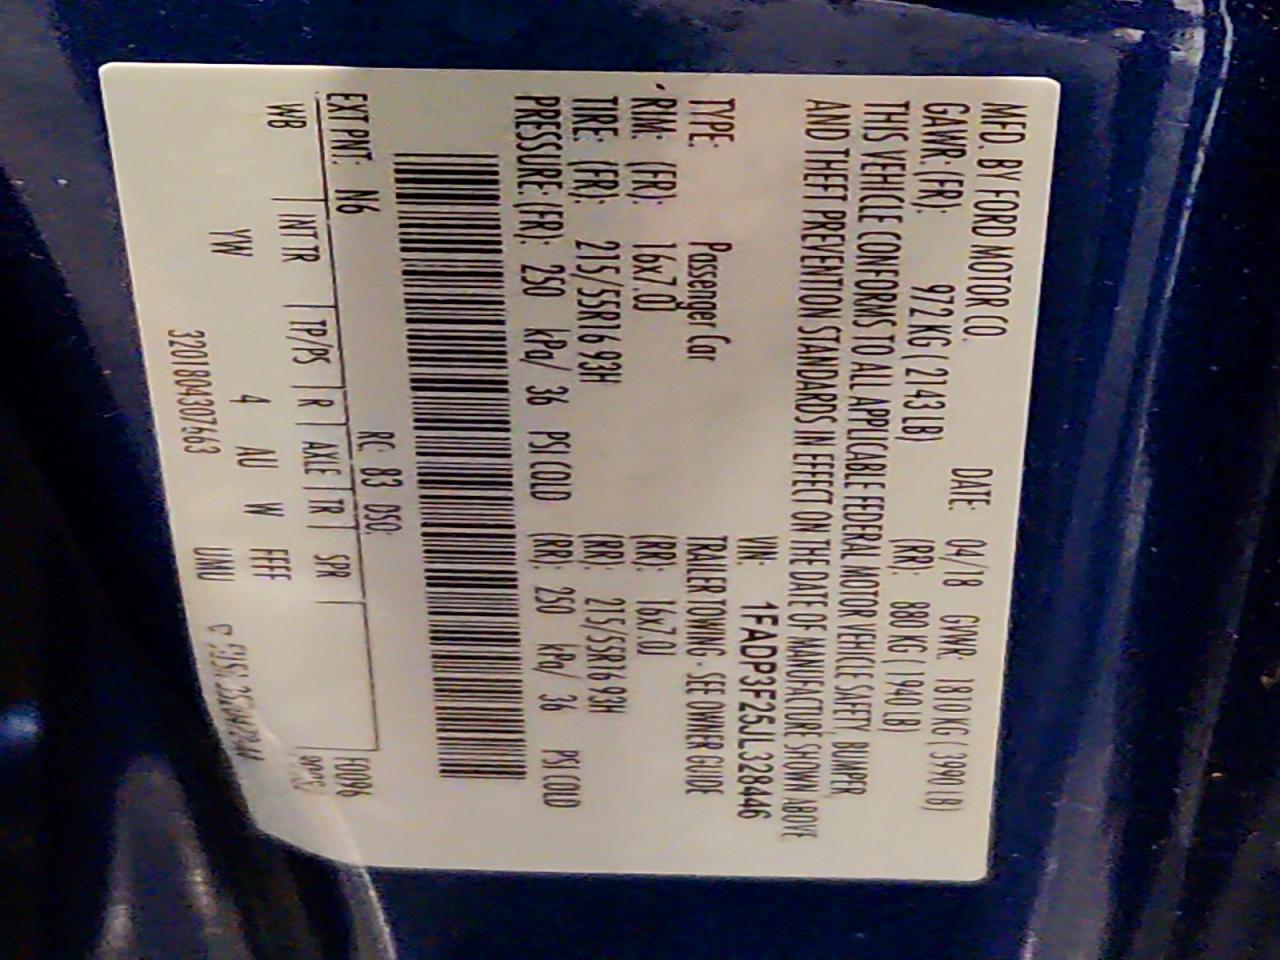 MFD. BY FORD MOTOR CO.
DATE: 04/18 GVWR: 1810 KG ( 3990 LB )
GAWR: (FR): 972 KG ( 2143 LB ) (RR): 880 KG ( 1940 LB )
THIS VEHICLE CONFORMS TO ALL APPLICABLE FEDERAL MOTOR VEHICLE SAFETY, BUMPER,
AND THEFT PREVENTION STANDARDS IN EFFECT ON THE DATE OF MANUFACTURE SHOWN ABOVE
VIN: 1FADP3F25JL328446
TYPE: Passenger Car TRAILER TOWING - SEE OWNER GUIDE
RIM: (FR): 16x7.0J (RR): 16x7.0J
TIRE: (FR): 215/55R16 93H (RR): 215/55R16 93H
PRESSURE (FR): 250 kPa/ 36 PSI COLD (RR): 250 kPa/ 36 PSI COLD
EXT PNT: N6 RC: 83 DSO: F0096
WB INT TR TP/PS R AXLE TR SPR
YW 4 AU W FFF
3201804307563 UNU